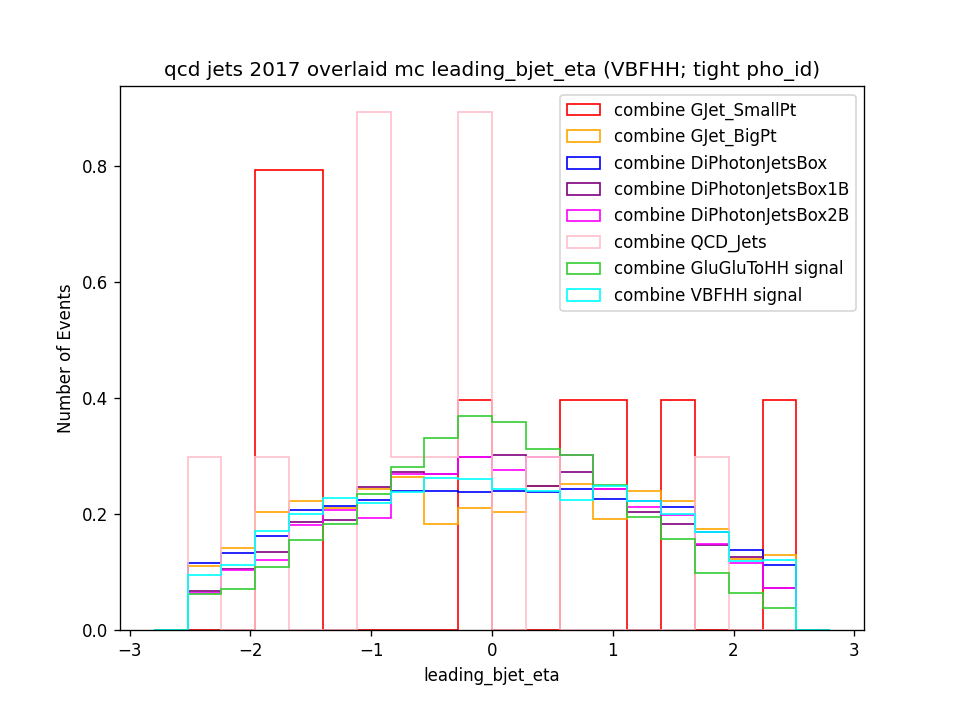 qcd jets 2017 overlaid mc leading_bjet_eta (VBFHH; tight pho_id)
combine GJet_SmallPt
combine GJet_BigPt
combine DiPhotonJetsBox
combine DiPhotonJetsBox1B
combine DiPhotonJetsBox2B
combine QCD_Jets
combine GluGluToHH signal
combine VBFHH signal
Number of Events
0.8
0.6
0.4
0.2
0.0
−3 −2 −1 0 1 2 3
leading_bjet_eta